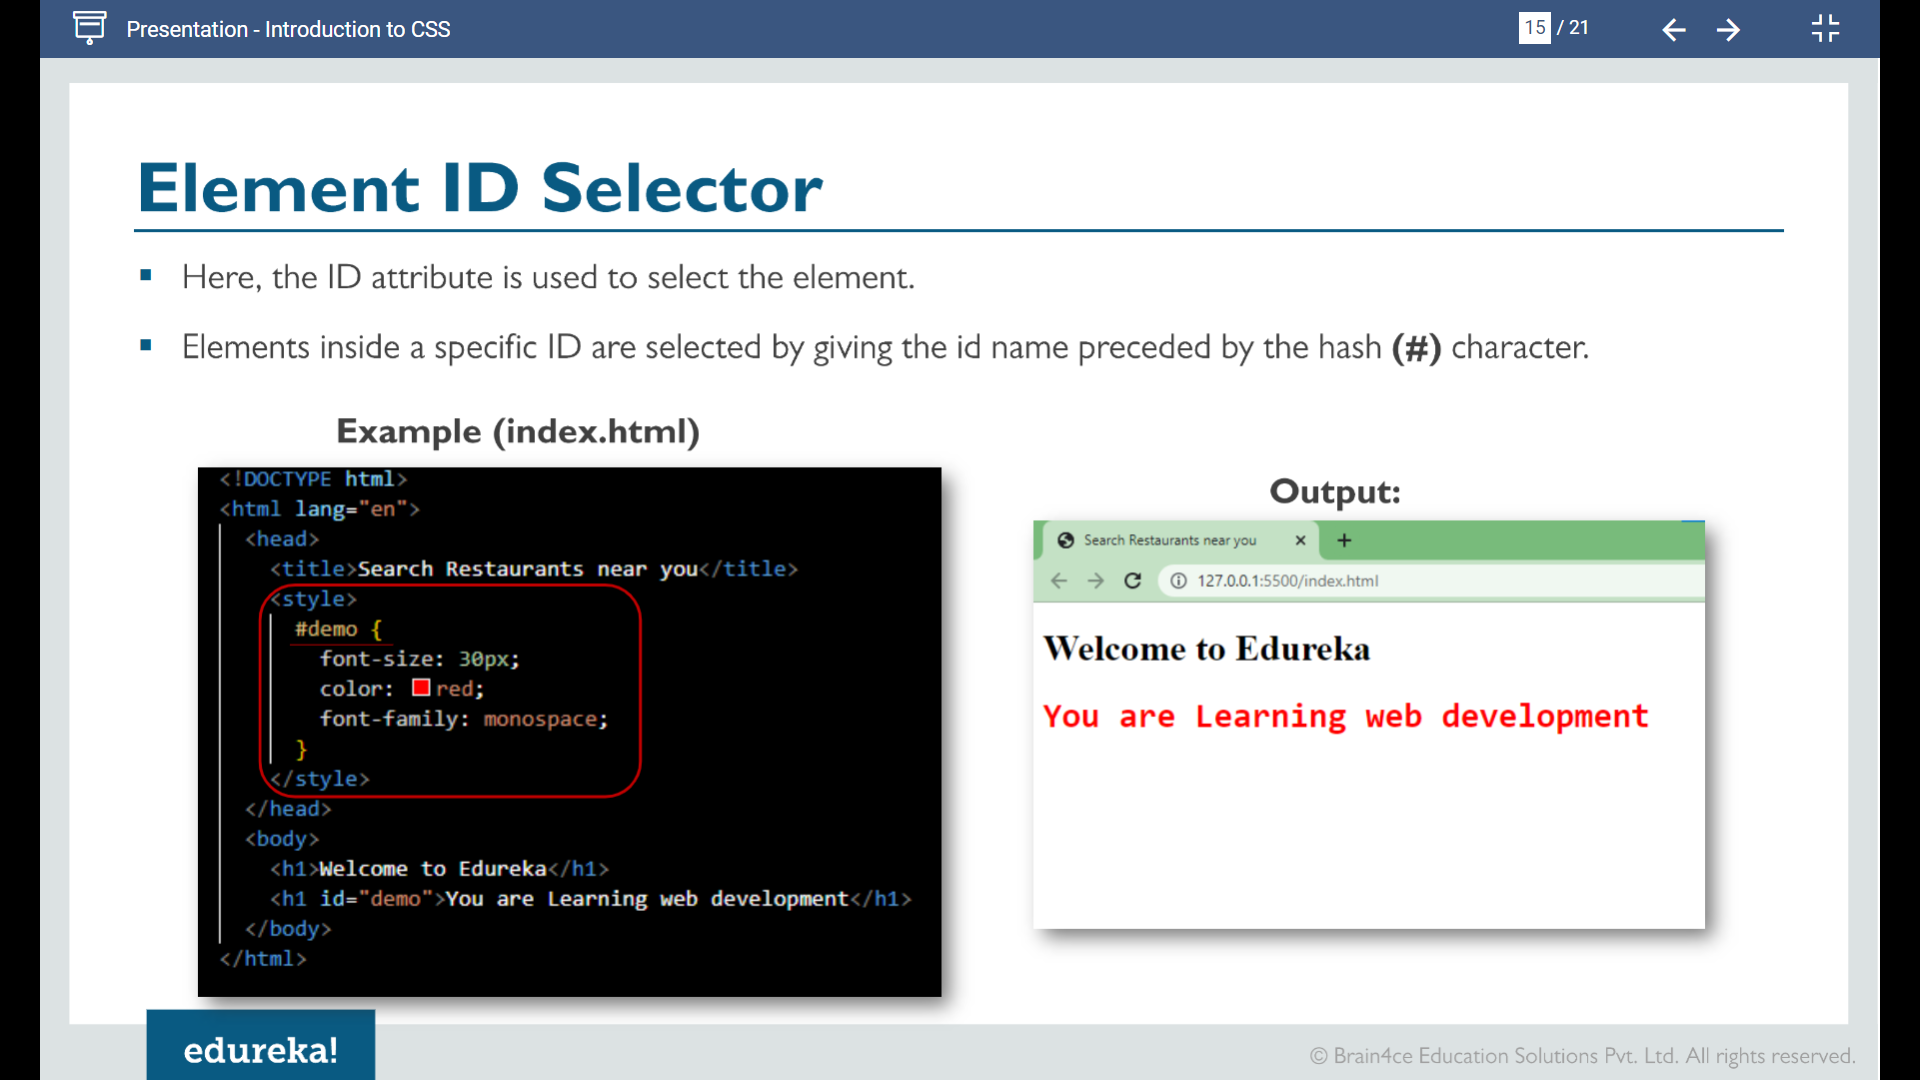 Presentation - Introduction to CSS
15 / 21
Element ID Selector
▪ Here, the ID attribute is used to select the element.
▪ Elements inside a specific ID are selected by giving the id name preceded by the hash (#) character.
Example (index.html)
<!DOCTYPE html>
<html lang="en">
<head>
<title>Search Restaurants near you</title>
<style>
#demo {
font-size: 30px;
color: red;
font-family: monospace;
}
</style>
</head>
<body>
<h1>Welcome to Edureka</h1>
<h1 id="demo">You are Learning web development</h1>
</body>
</html>
Output:
Search Restaurants near you
127.0.0.1:5500/index.html
Welcome to Edureka
You are Learning web development
edureka!
© Brain4ce Education Solutions Pvt. Ltd. All rights reserved.